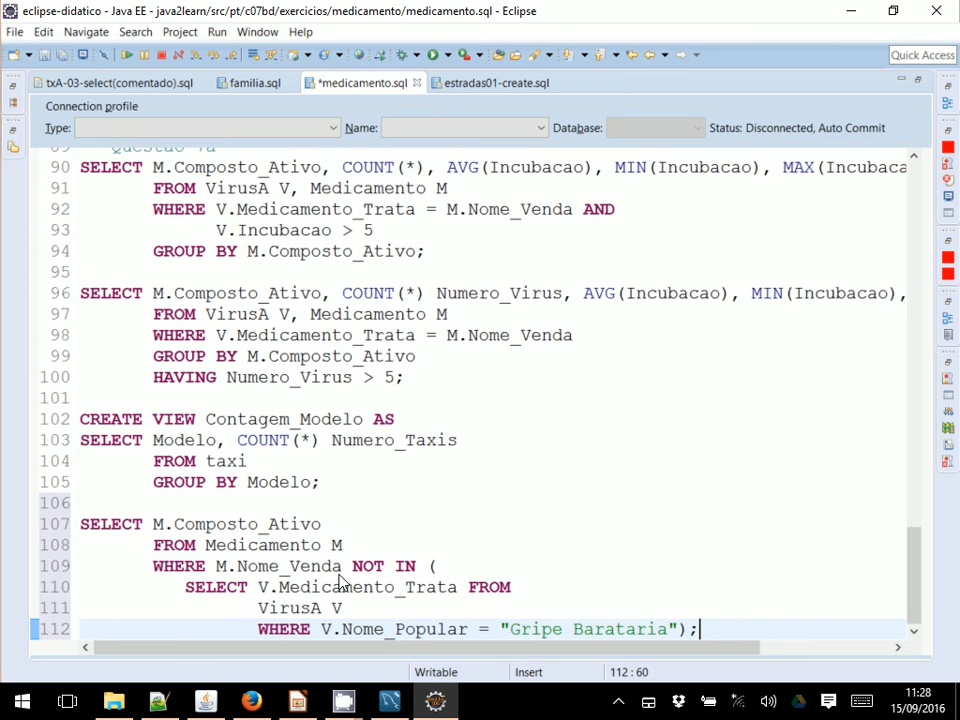 eclipse-didatico - Java EE - java2learn/src/pt/c07bd/exercicios/medicamento/medicamento.sql - Eclipse
File Edit Navigate Search Project Run Window Help
Quick Access
txA-03-select(comentado).sql familia.sql *medicamento.sql estradas01-create.sql
Connection profile
Type: Name: Database: Status: Disconnected, Auto Commit
90 SELECT M.Composto_Ativo, COUNT(*), AVG(Incubacao), MIN(Incubacao), MAX(Incubaca
91 FROM VirusA V, Medicamento M
92 WHERE V.Medicamento_Trata = M.Nome_Venda AND
93 V.Incubacao > 5
94 GROUP BY M.Composto_Ativo;
95
96 SELECT M.Composto_Ativo, COUNT(*) Numero_Virus, AVG(Incubacao), MIN(Incubacao),
97 FROM VirusA V, Medicamento M
98 WHERE V.Medicamento_Trata = M.Nome_Venda
99 GROUP BY M.Composto_Ativo
100 HAVING Numero_Virus > 5;
101
102 CREATE VIEW Contagem_Modelo AS
103 SELECT Modelo, COUNT(*) Numero_Taxis
104 FROM taxi
105 GROUP BY Modelo;
106
107 SELECT M.Composto_Ativo
108 FROM Medicamento M
109 WHERE M.Nome_Venda NOT IN (
110 SELECT V.Medicamento_Trata FROM
111 VirusA V
112 WHERE V.Nome_Popular = "Gripe Barataria");
Writable Insert 112 : 60
11:28
15/09/2016